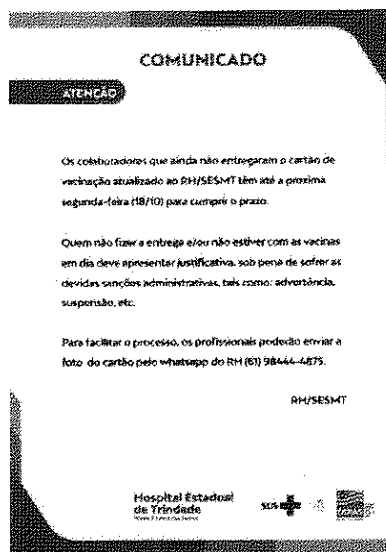 COMUNICADO
ATENÇÃO
Os colaboradores que ainda não entregaram o cartão de
vacinação atualizado ao RH/SESMT têm até a proxima
segunda-feira (18/10) para cumprir o prazo.
Quem não fizer a entrega e/ou não estiver com as vacinas
em dia deve apresentar justificativa, sob pena de sofrer as
devidas sanções administrativas, tais como: advertência,
suspensão, etc.
Para facilitar o processo, os profissionais poderão enviar a
foto do cartão pelo whatsapp do RH (61) 98444-4875.
RH/SESMT
Hospital Estadual
de Trindade
SUS